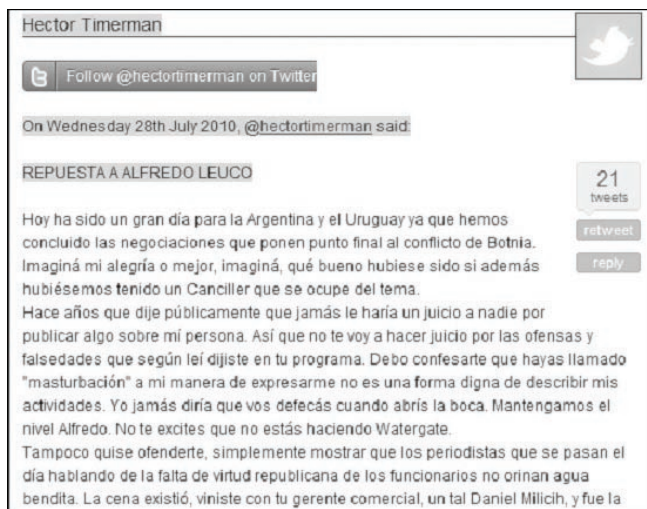 Hector Timerman
Follow @hectortimerman on Twitter
On Wednesday 28th July 2010, @hectortimerman said:
REPUESTA A ALFREDO LEUCO
21
tweets
retweet
reply
Hoy ha sido un gran día para la Argentina y el Uruguay ya que hemos
concluido las negociaciones que ponen punto final al conflicto de Botnia.
Imaginá mi alegría o mejor, imaginá, qué bueno hubiese sido si además
hubiésemos tenido un Canciller que se ocupe del tema.
Hace años que dije públicamente que jamás le haría un juicio a nadie por
publicar algo sobre mí persona. Así que no te voy a hacer juicio por las ofensas y
falsedades que según leí dijiste en tu programa. Debo confesarte que hayas llamado
"masturbación" a mi manera de expresarme no es una forma digna de describir mis
actividades. Yo jamás diría que vos defecás cuando abrís la boca. Mantengamos el
nivel Alfredo. No te excites que no estás haciendo Watergate.
Tampoco quise ofenderte, simplemente mostrar que los periodistas que se pasan el
día hablando de la falta de virtud republicana de los funcionarios no orinan agua
bendita. La cena existió, viniste con tu gerente comercial, un tal Daniel Milicih, y fue la